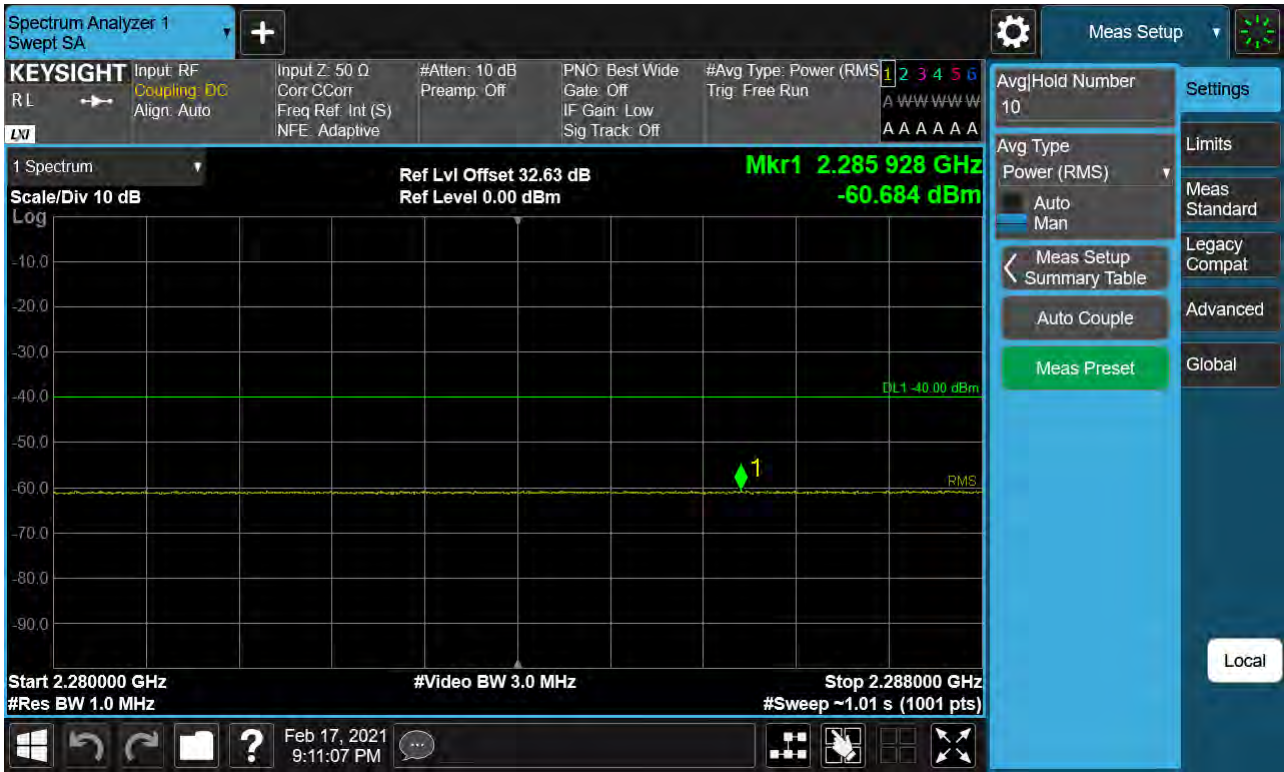 Spectrum Analyzer 1
Swept SA
+
Meas Setup
KEYSIGHT
RL
LXI
Input: RF
Coupling: DC
Align: Auto
Input Z: 50 Ω
Corr CCorr
Freq Ref: Int (S)
NFE: Adaptive
#Atten: 10 dB
Preamp: Off
PNO: Best Wide
Gate: Off
IF Gain: Low
Sig Track: Off
#Avg Type: Power (RMS
Trig: Free Run
1 2 3 4 5 6
A W W W W W
A A A A A A
1 Spectrum
Scale/Div 10 dB
Log
Ref Lvl Offset 32.63 dB
Ref Level 0.00 dBm
Mkr1 2.285 928 GHz
-60.684 dBm
-10.0
-20.0
-30.0
-40.0
-50.0
-60.0
-70.0
-80.0
-90.0
DL1 -40.00 dBm
1
RMS
Start 2.280000 GHz
#Res BW 1.0 MHz
#Video BW 3.0 MHz
Stop 2.288000 GHz
#Sweep ~1.01 s (1001 pts)
Avg|Hold Number
10
Avg Type
Power (RMS)
Auto
Man
Meas Setup
Summary Table
Auto Couple
Meas Preset
Settings
Limits
Meas
Standard
Legacy
Compat
Advanced
Global
Local
?
Feb 17, 2021
9:11:07 PM